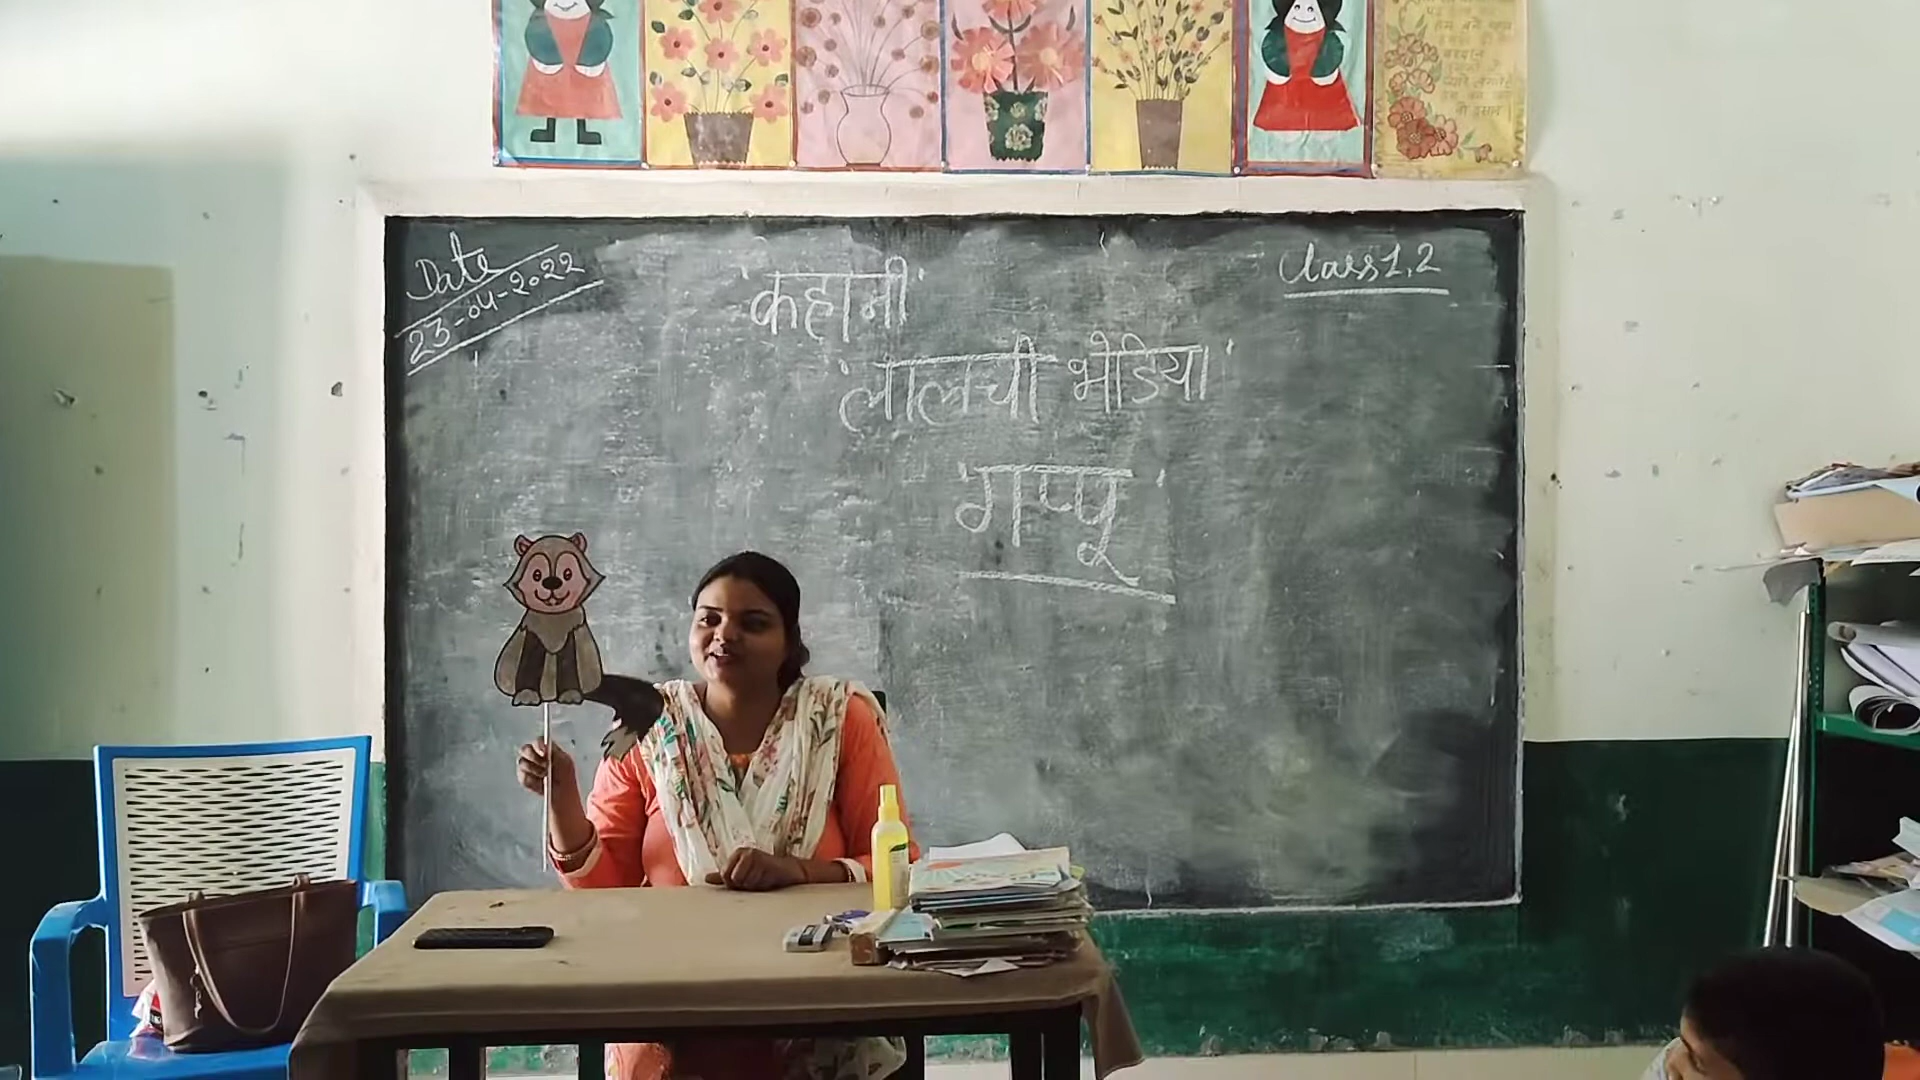 Date
23-04-2022
'कहानी'
'लालची भेडिया'
'गप्पू'
Class 1,2